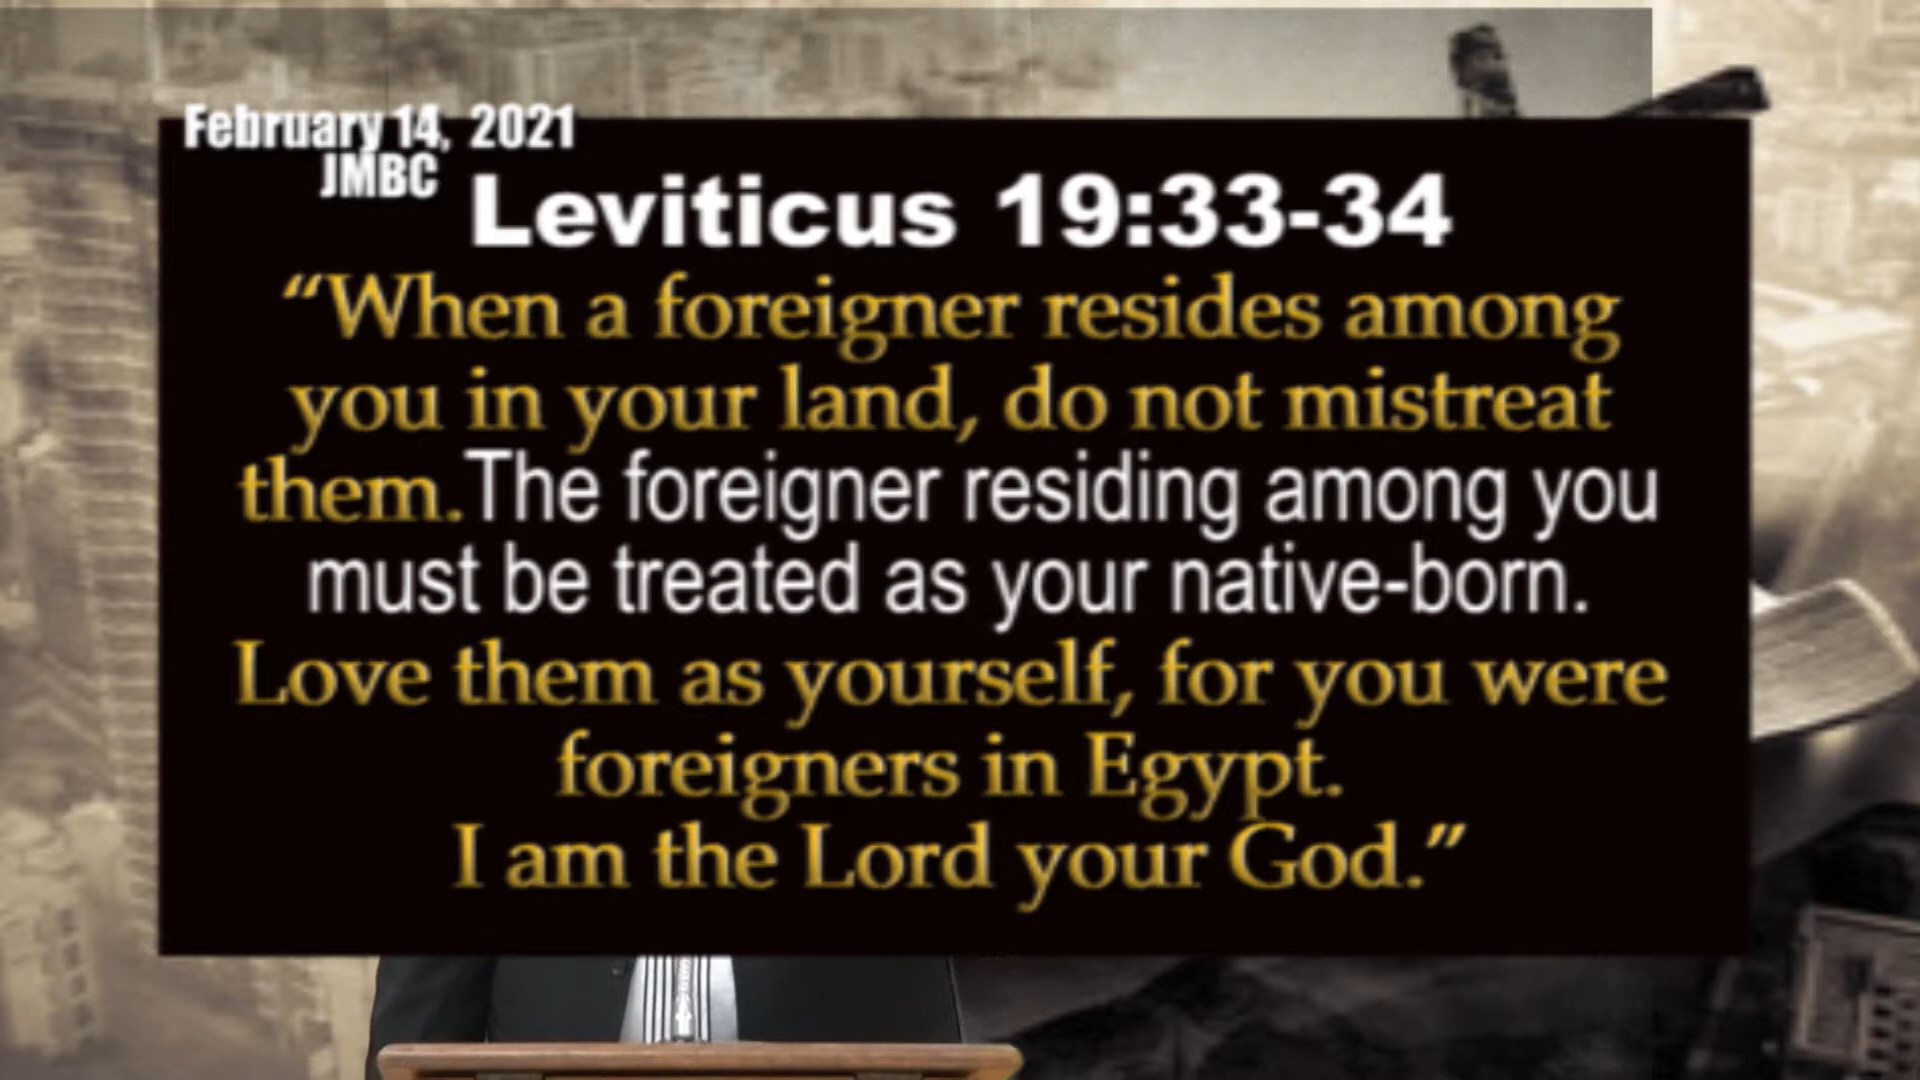 February 14, 2021
JMBC
Leviticus 19:33-34
“When a foreigner resides among
you in your land, do not mistreat
them.The foreigner residing among you
must be treated as your native-born.
Love them as yourself, for you were
foreigners in Egypt.
I am the Lord your God.”